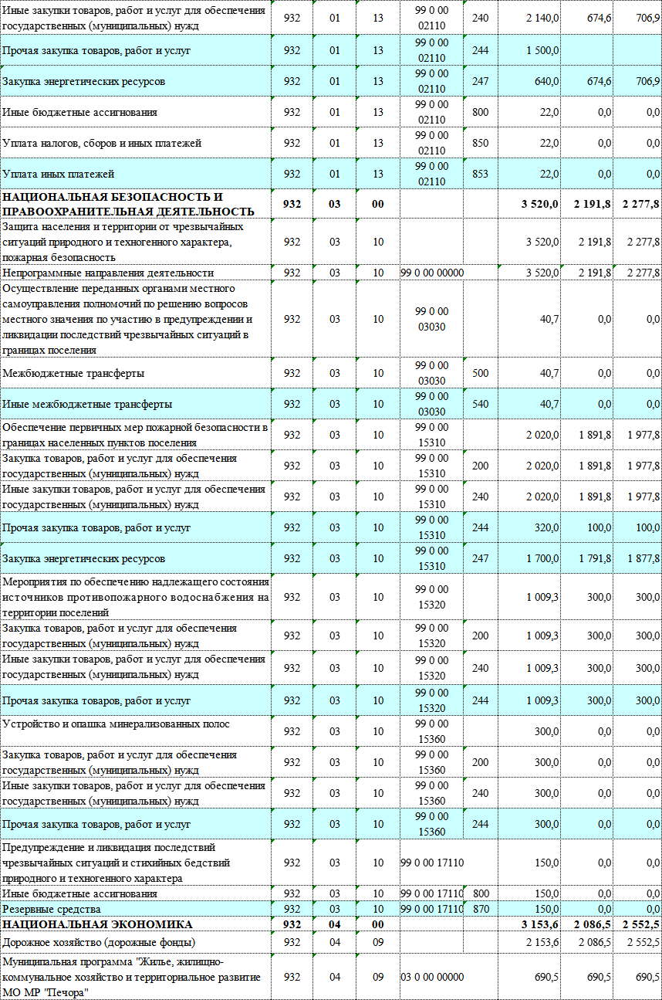 Иные закупки товаров, работ и услуг для обеспечения государственных (муниципальных) нужд 932 01 13 99 0 00 02110 240 2 140,0 674,6 706,9
Прочая закупка товаров, работ и услуг 932 01 13 99 0 00 02110 244 1 500,0
Закупка энергетических ресурсов 932 01 13 99 0 00 02110 247 640,0 674,6 706,9
Иные бюджетные ассигнования 932 01 13 99 0 00 02110 800 22,0 0,0 0,0
Уплата налогов, сборов и иных платежей 932 01 13 99 0 00 02110 850 22,0 0,0 0,0
Уплата иных платежей 932 01 13 99 0 00 02110 853 22,0 0,0 0,0
НАЦИОНАЛЬНАЯ БЕЗОПАСНОСТЬ И ПРАВООХРАНИТЕЛЬНАЯ ДЕЯТЕЛЬНОСТЬ 932 03 00 3 520,0 2 191,8 2 277,8
Защита населения и территории от чрезвычайных ситуаций природного и техногенного характера, пожарная безопасность 932 03 10 3 520,0 2 191,8 2 277,8
Непрограммные направления деятельности 932 03 10 99 0 00 00000 3 520,0 2 191,8 2 277,8
Осуществление переданных органами местного самоуправления полномочий по решению вопросов местного значения по участию в предупреждении и ликвидации последствий чрезвычайных ситуаций в границах поселения 932 03 10 99 0 00 03030 40,7 0,0 0,0
Межбюджетные трансферты 932 03 10 99 0 00 03030 500 40,7 0,0 0,0
Иные межбюджетные трансферты 932 03 10 99 0 00 03030 540 40,7 0,0 0,0
Обеспечение первичных мер пожарной безопасности в границах населенных пунктов поселения 932 03 10 99 0 00 15310 2 020,0 1 891,8 1 977,8
Закупка товаров, работ и услуг для обеспечения государственных (муниципальных) нужд 932 03 10 99 0 00 15310 200 2 020,0 1 891,8 1 977,8
Иные закупки товаров, работ и услуг для обеспечения государственных (муниципальных) нужд 932 03 10 99 0 00 15310 240 2 020,0 1 891,8 1 977,8
Прочая закупка товаров, работ и услуг 932 03 10 99 0 00 15310 244 320,0 100,0 100,0
Закупка энергетических ресурсов 932 03 10 99 0 00 15310 247 1 700,0 1 791,8 1 877,8
Мероприятия по обеспечению надлежащего состояния источников противопожарного водоснабжения на территории поселений 932 03 10 99 0 00 15320 1 009,3 300,0 300,0
Закупка товаров, работ и услуг для обеспечения государственных (муниципальных) нужд 932 03 10 99 0 00 15320 200 1 009,3 300,0 300,0
Иные закупки товаров, работ и услуг для обеспечения государственных (муниципальных) нужд 932 03 10 99 0 00 15320 240 1 009,3 300,0 300,0
Прочая закупка товаров, работ и услуг 932 03 10 99 0 00 15320 244 1 009,3 300,0 300,0
Устройство и опашка минерализованных полос 932 03 10 99 0 00 15360 300,0 0,0 0,0
Закупка товаров, работ и услуг для обеспечения государственных (муниципальных) нужд 932 03 10 99 0 00 15360 200 300,0 0,0 0,0
Иные закупки товаров, работ и услуг для обеспечения государственных (муниципальных) нужд 932 03 10 99 0 00 15360 240 300,0 0,0 0,0
Прочая закупка товаров, работ и услуг 932 03 10 99 0 00 15360 244 300,0 0,0 0,0
Предупреждение и ликвидация последствий чрезвычайных ситуаций и стихийных бедствий природного и техногенного характера 932 03 10 99 0 00 17110 150,0 0,0 0,0
Иные бюджетные ассигнования 932 03 10 99 0 00 17110 800 150,0 0,0 0,0
Резервные средства 932 03 10 99 0 00 17110 870 150,0 0,0 0,0
НАЦИОНАЛЬНАЯ ЭКОНОМИКА 932 04 00 3 153,6 2 086,5 2 552,5
Дорожное хозяйство (дорожные фонды) 932 04 09 2 153,6 2 086,5 2 552,5
Муниципальная программа "Жилье, жилищно-коммунальное хозяйство и территориальное развитие МО МР "Печора" 932 04 09 03 0 00 00000 690,5 690,5 690,5